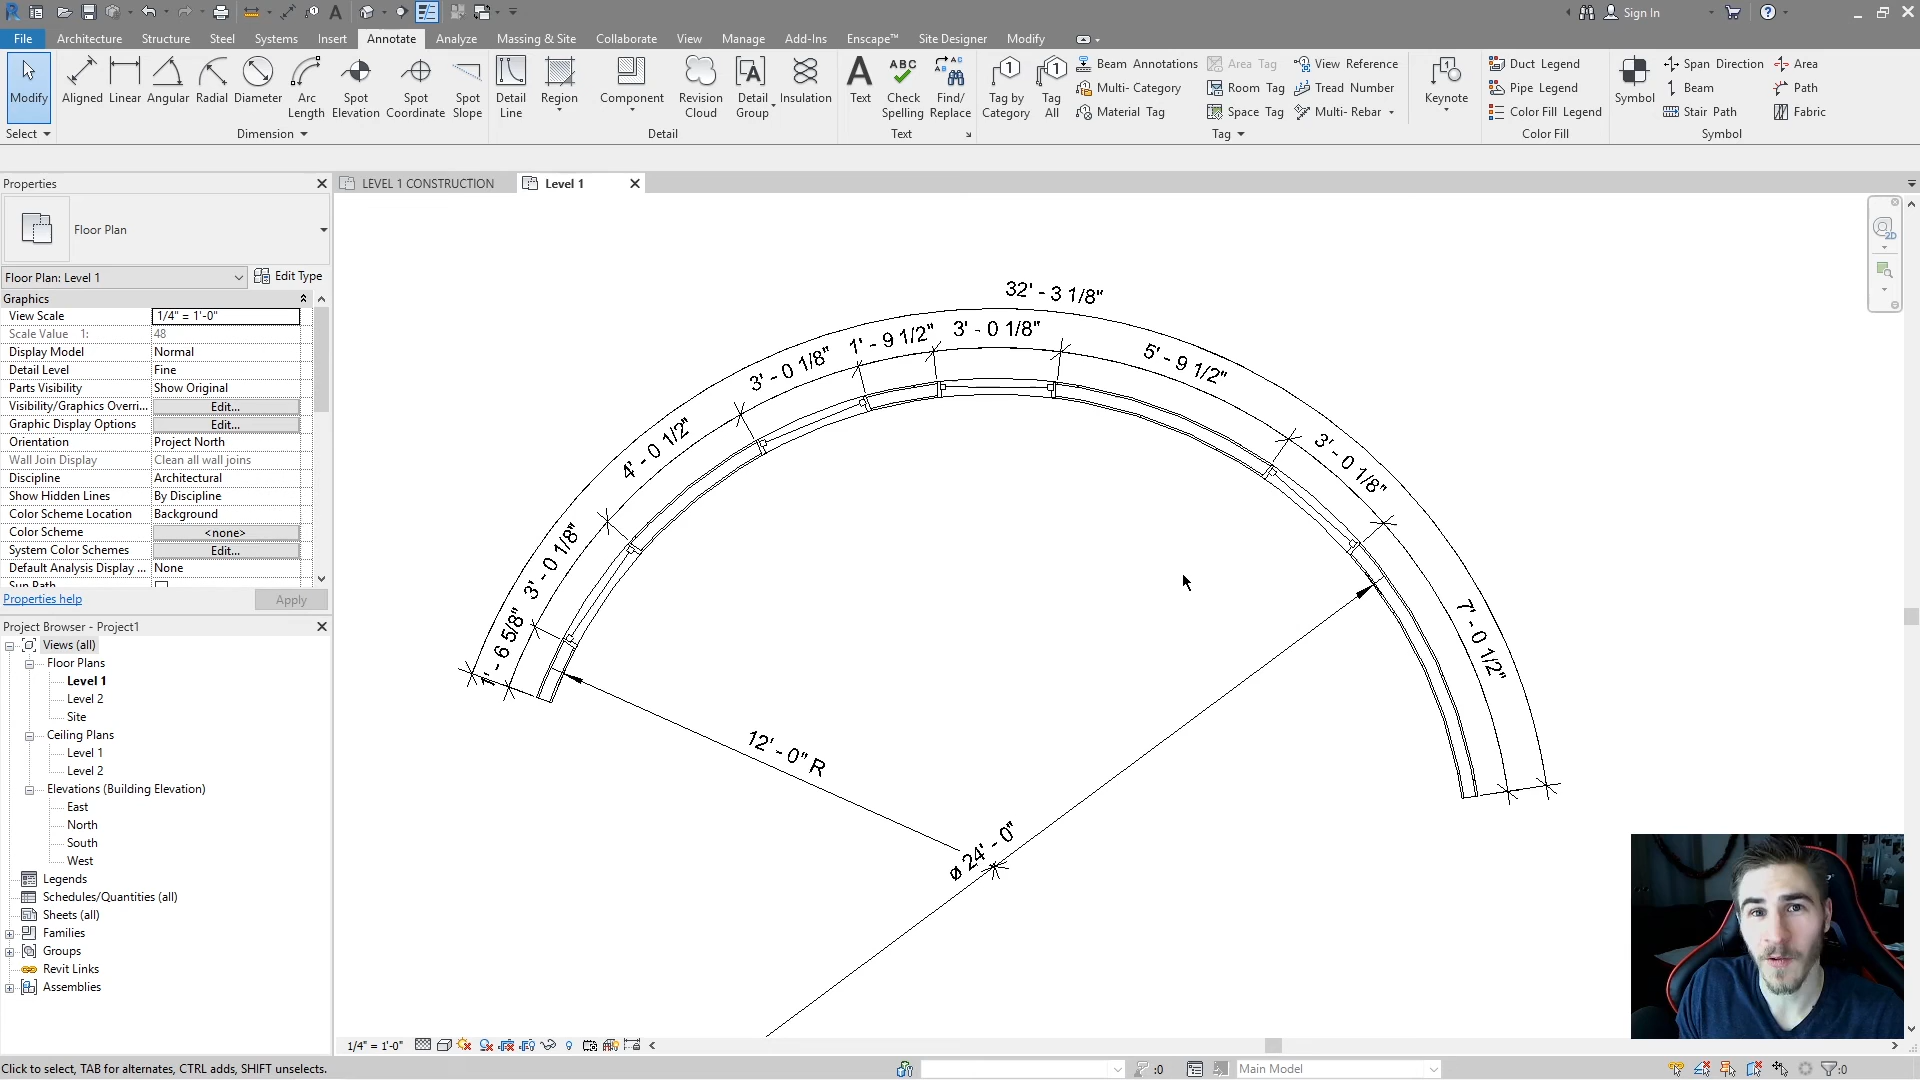 Sign In
File Architecture Structure Steel Systems Insert Annotate Analyze Massing & Site Collaborate View Manage Add-Ins Enscape™ Site Designer Modify
Modify Aligned Linear Angular Radial Diameter Arc Length Spot Elevation Spot Coordinate Spot Slope Detail Line Region Component Revision Cloud Detail Group Insulation Text ABC Check Spelling Find/ Replace Tag by Category Tag All
Beam Annotations Area Tag View Reference
Multi- Category Room Tag Tread Number
Material Tag Space Tag Multi- Rebar
Keynote
Duct Legend
Pipe Legend
Color Fill Legend
Symbol
Span Direction Area
Beam Path
Stair Path Fabric
Select Dimension Detail Text Tag Color Fill Symbol
Properties
Floor Plan
Floor Plan: Level 1 Edit Type
Graphics
View Scale 1/4" = 1'-0"
Scale Value 1: 48
Display Model Normal
Detail Level Fine
Parts Visibility Show Original
Visibility/Graphics Overri... Edit...
Graphic Display Options Edit...
Orientation Project North
Wall Join Display Clean all wall joins
Discipline Architectural
Show Hidden Lines By Discipline
Color Scheme Location Background
Color Scheme <none>
System Color Schemes Edit...
Default Analysis Display ... None
Sun Path
Properties help Apply
Project Browser - Project1
Views (all)
Floor Plans
Level 1
Level 2
Site
Ceiling Plans
Level 1
Level 2
Elevations (Building Elevation)
East
North
South
West
Legends
Schedules/Quantities (all)
Sheets (all)
Families
Groups
Revit Links
Assemblies
LEVEL 1 CONSTRUCTION Level 1
2D
32' - 3 1/8"
1' - 6 5/8"
3' - 0 1/8"
4' - 0 1/2"
3' - 0 1/8"
1' - 9 1/2"
3' - 0 1/8"
5' - 9 1/2"
3' - 0 1/8"
7' - 0 1/2"
12' - 0" R
ø 24' - 0"
1/4" = 1'-0"
Click to select, TAB for alternates, CTRL adds, SHIFT unselects. :0 Main Model :0